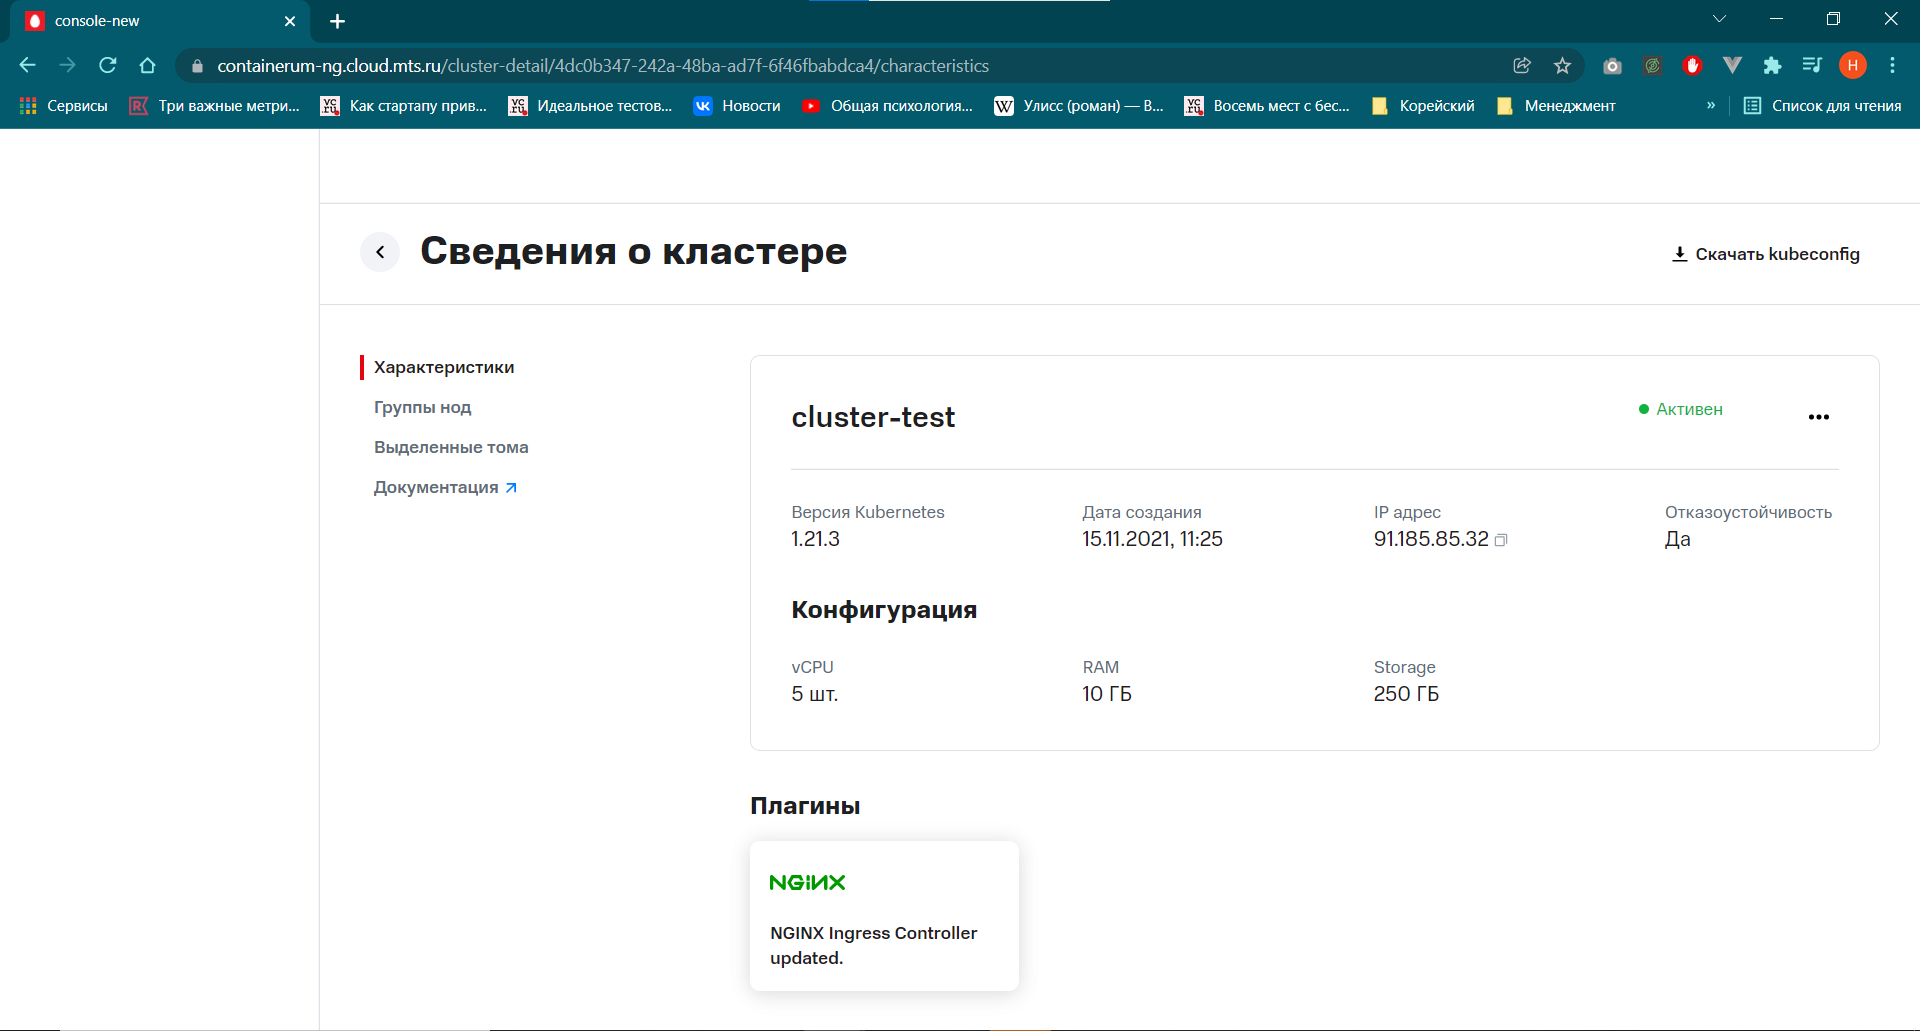 console-new
containerum-ng.cloud.mts.ru/cluster-detail/4dc0b347-242a-48ba-ad7f-6f46fbabdca4/characteristics
H
Сервисы
Три важные метри...
Как стартапу прив...
Идеальное тестов...
Новости
Общая психология...
Улисс (роман) — В...
Восемь мест с бес...
Корейский
Менеджмент
»
Список для чтения
Сведения о кластере
Скачать kubeconfig
Характеристики
Группы нод
Выделенные тома
Документация
cluster-test
Активен
Версия Kubernetes
1.21.3
Дата создания
15.11.2021, 11:25
IP адрес
91.185.85.32
Отказоустойчивость
Да
Конфигурация
vCPU
5 шт.
RAM
10 ГБ
Storage
250 ГБ
Плагины
NGINX
NGINX Ingress Controller
updated.